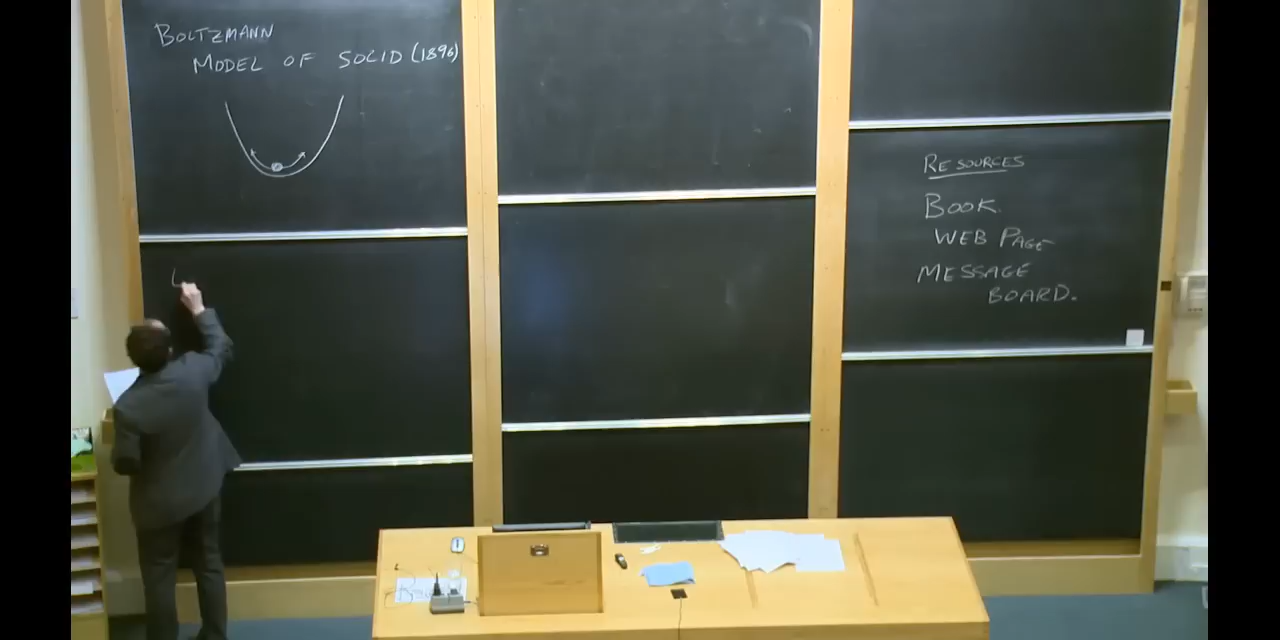 BOLTZMANN
MODEL OF SOLID (1896)
RESOURCES
BOOK.
WEB PAGE
MESSAGE
BOARD.